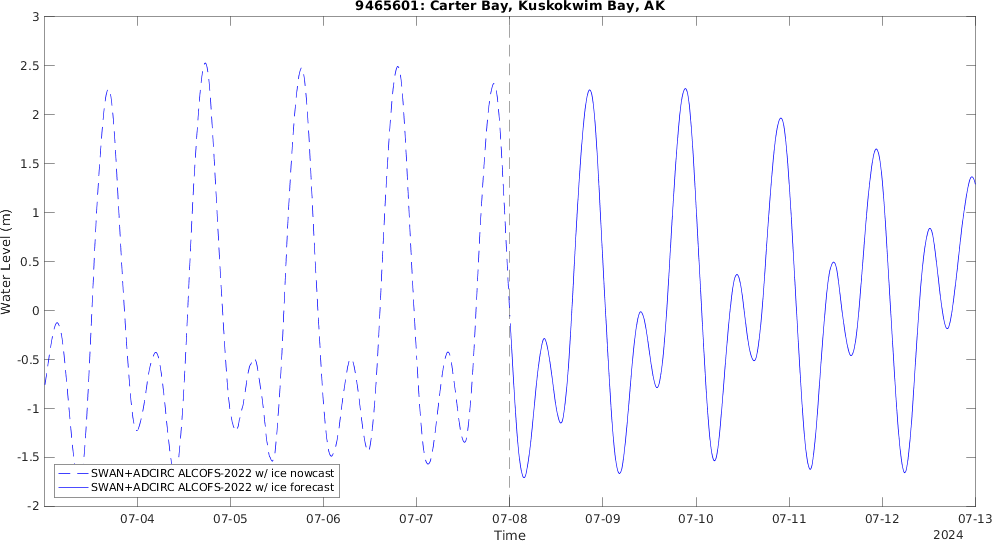 9465601: Carter Bay, Kuskokwim Bay, AK
3
2.5
2
1.5
1
0.5
0
-0.5
-1
-1.5
-2
Water Level (m)
SWAN+ADCIRC ALCOFS-2022 w/ ice nowcast
SWAN+ADCIRC ALCOFS-2022 w/ ice forecast
07-04 07-05 07-06 07-07 07-08 07-09 07-10 07-11 07-12 07-13
Time
2024